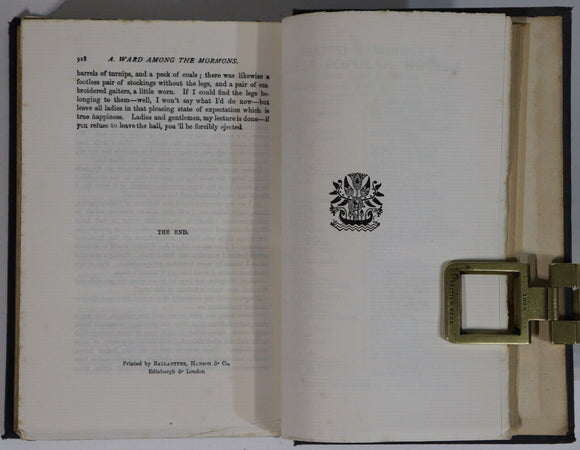 918 A. WARD AMONG THE MORMONS.
barrels of turnips, and a peck of coals; there was likewise a
footless pair of stockings without the legs, and a pair of em
broidered gaiters, a little worn. If I could find the legs be
longing to them—well, I won't say what I'd do now—but
leave all ladies in that pleasing state of expectation which is
true happiness. Ladies and gentlemen, my lecture is done—if
you refuse to leave the hall, you 'll be forcibly ejected.
THE END.
Printed by BALLANTYNE, HANSON & Co.
Edinburgh & London